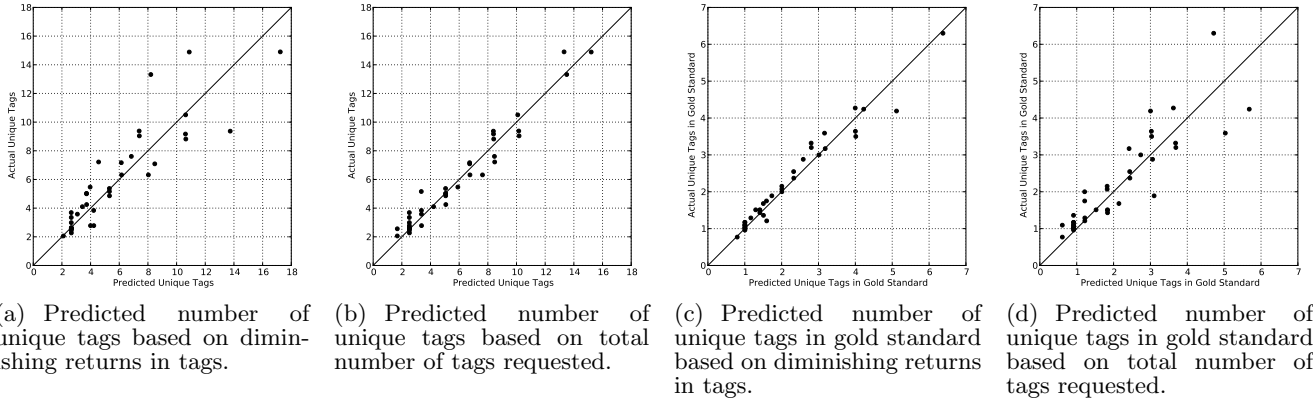 18
16
14
12
10
8
6
4
2
0
Actual Unique Tags
0 2 4 6 8 10 12 14 16 18
Predicted Unique Tags
(a) Predicted number of
unique tags based on dimin-
ishing returns in tags.
18
16
14
12
10
8
6
4
2
0
Actual Unique Tags
0 2 4 6 8 10 12 14 16 18
Predicted Unique Tags
(b) Predicted number of
unique tags based on total
number of tags requested.
7
6
5
4
3
2
1
0
Actual Unique Tags in Gold Standard
0 1 2 3 4 5 6 7
Predicted Unique Tags in Gold Standard
(c) Predicted number of
unique tags in gold standard
based on diminishing returns
in tags.
7
6
5
4
3
2
1
0
Actual Unique Tags in Gold Standard
0 1 2 3 4 5 6 7
Predicted Unique Tags in Gold Standard
(d) Predicted number of
unique tags in gold standard
based on total number of
tags requested.